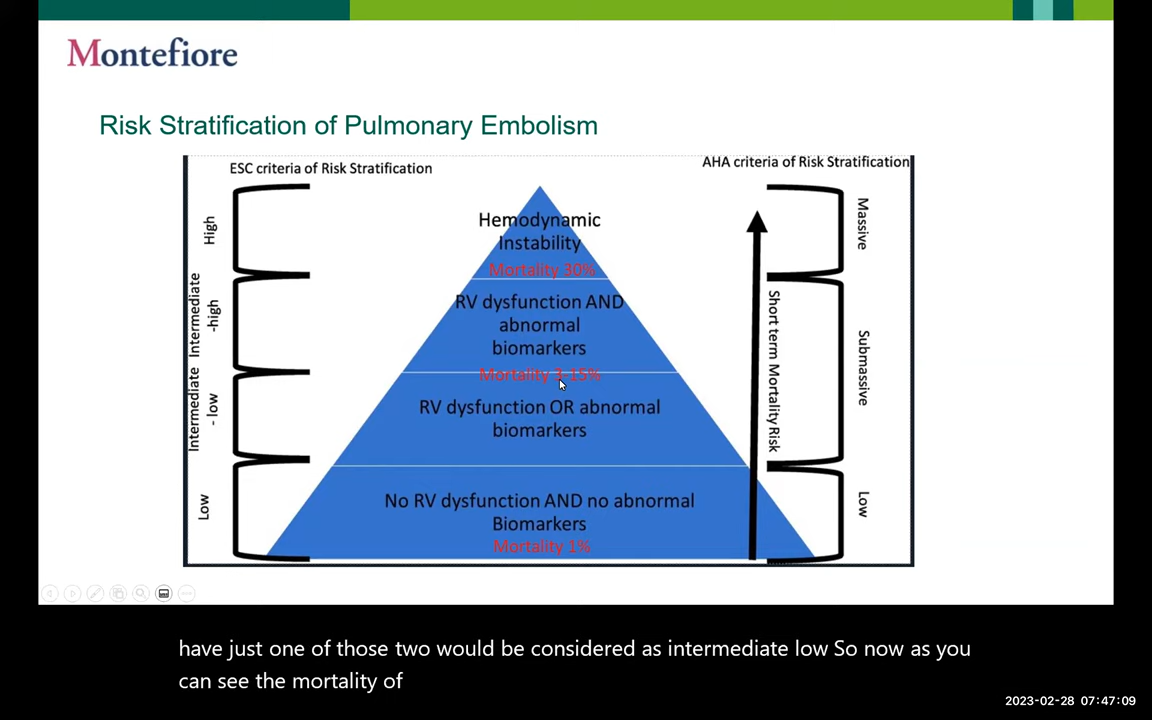 Montefiore
Risk Stratification of Pulmonary Embolism
ESC criteria of Risk Stratification
AHA criteria of Risk Stratification
High
Intermediate
-high
Intermediate
- low
Low
Hemodynamic
Instability
Mortality 30%
RV dysfunction AND
abnormal
biomarkers
Mortality 3-15%
RV dysfunction OR abnormal
biomarkers
No RV dysfunction AND no abnormal
Biomarkers
Mortality 1%
Short term Mortality Risk
Massive
Submassive
Low
have just one of those two would be considered as intermediate low So now as you
can see the mortality of
2023-02-28 07:47:09